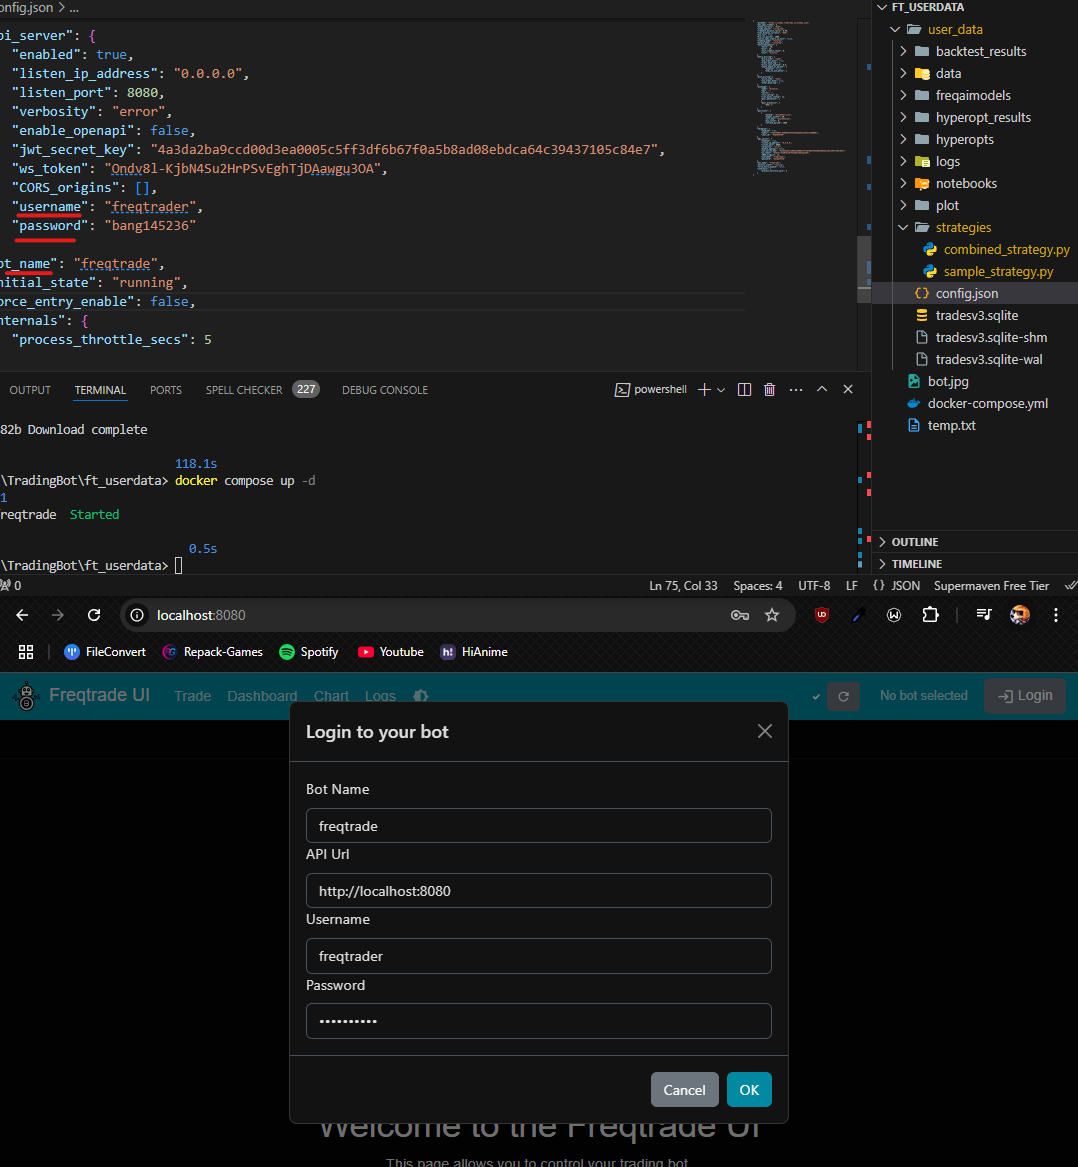 onfig.json > ...
pi_server": {
"enabled": true,
"listen_ip_address": "0.0.0.0",
"listen_port": 8080,
"verbosity": "error",
"enable_openapi": false,
"jwt_secret_key": "4a3da2ba9ccd00d3ea0005c5ff3df6b67f0a5b8ad08ebdca64c39437105c84e7",
"ws_token": "Ondv8l-KjbN4Su2HrPSvEghTjDAawgu3OA",
"CORS_origins": [],
"username": "freqtrader",
"password": "bang145236"
ot_name": "freqtrade",
nitial_state": "running",
orce_entry_enable": false,
nternals": {
"process_throttle_secs": 5
FT_USERDATA
user_data
backtest_results
data
freqaimodels
hyperopt_results
hyperopts
logs
notebooks
plot
strategies
combined_strategy.py
sample_strategy.py
config.json
tradesv3.sqlite
tradesv3.sqlite-shm
tradesv3.sqlite-wal
bot.jpg
docker-compose.yml
temp.txt
OUTLINE
TIMELINE
OUTPUT TERMINAL PORTS SPELL CHECKER 227 DEBUG CONSOLE powershell
82b Download complete
118.1s
\TradingBot\ft_userdata> docker compose up -d
1
reqtrade Started
0.5s
\TradingBot\ft_userdata>
0 Ln 75, Col 33 Spaces: 4 UTF-8 LF {} JSON Supermaven Free Tier
localhost:8080
FileConvert Repack-Games Spotify Youtube HiAnime
Freqtrade UI Trade Dashboard Chart Logs No bot selected Login
Login to your bot
Bot Name
freqtrade
API Url
http://localhost:8080
Username
freqtrader
Password
••••••••••
Cancel OK
Welcome to the Freqtrade UI
This page allows you to control your trading bot.